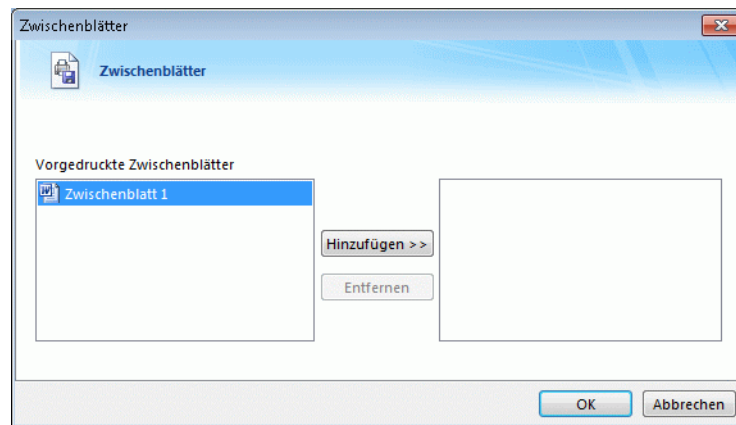 Zwischenblätter
Zwischenblätter
Vorgedruckte Zwischenblätter
Zwischenblatt 1
Hinzufügen >>
Entfernen
OK
Abbrechen